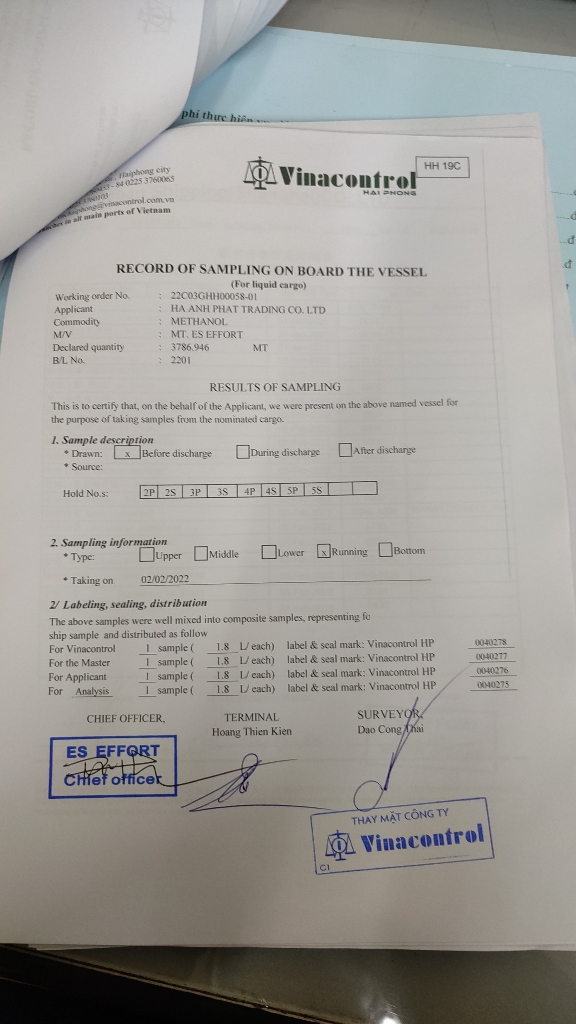 phí thực hiện
Haiphong city
- 84 0225 3760065
@vinacontrol.com.vn
in all main ports of Vietnam
Vinacontrol
HAI PHONG
HH 19C
đ
đ
đ
RECORD OF SAMPLING ON BOARD THE VESSEL
(For liquid cargo)
Working order No. : 22C03GHH00058-01
Applicant : HA ANH PHAT TRADING CO. LTD
Commodity : METHANOL
M/V : MT. ES EFFORT
Declared quantity : 3786.946 MT
B/L No. : 2201
RESULTS OF SAMPLING
This is to certify that, on the behalf of the Applicant, we were present on the above named vessel for
the purpose of taking samples from the nominated cargo.
1. Sample description
* Drawn: x Before discharge During discharge After discharge
* Source:
Hold No.s: 2P 2S 3P 3S 4P 4S 5P 5S
2. Sampling information
* Type: Upper Middle Lower x Running Bottom
* Taking on 02/02/2022
2/ Labeling, sealing, distribution
The above samples were well mixed into composite samples, representing fo
ship sample and distributed as follow
For Vinacontrol 1 sample ( 1.8 L/ each) label & seal mark: Vinacontrol HP 0040278
For the Master 1 sample ( 1.8 L/ each) label & seal mark: Vinacontrol HP 0040277
For Applicant 1 sample ( 1.8 L/ each) label & seal mark: Vinacontrol HP 0040276
For Analysis 1 sample ( 1.8 L/ each) label & seal mark: Vinacontrol HP 0040275
CHIEF OFFICER, TERMINAL SURVEYOR,
Hoang Thien Kien Dao Cong Thai
ES EFFORT
Chief officer
THAY MẶT CÔNG TY
Vinacontrol
C1